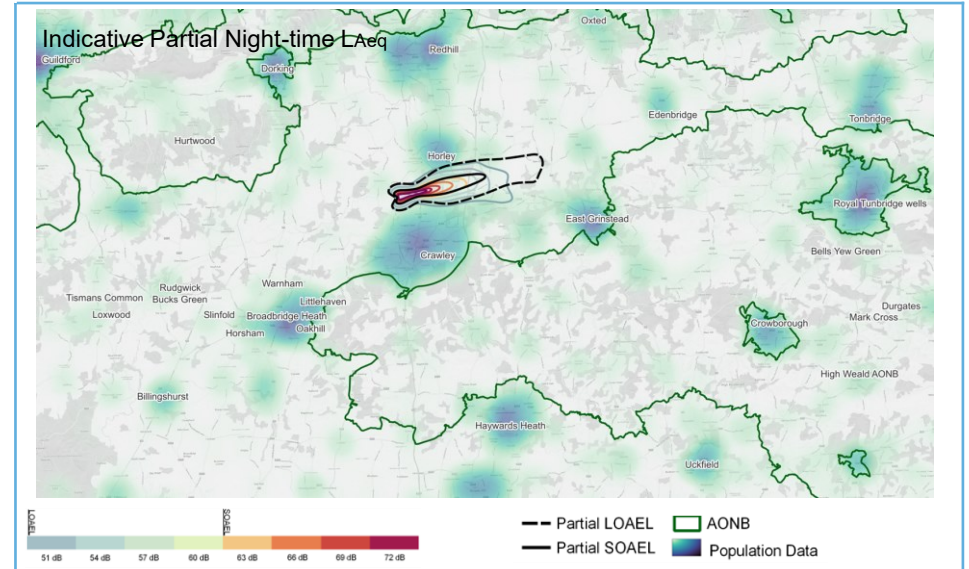 Indicative Partial Night-time LAeq
Oxted
Redhill
Guildford
Dorking
Edenbridge
Tonbridge
Hurtwood
Horley
Royal Tunbridge wells
East Grinstead
Bells Yew Green
Crawley
Warnham
Rudgwick
Tismans Common
Bucks Green
Littlehaven
Loxwood
Slinfold
Broadbridge Heath
Durgates
Mark Cross
Crowborough
Horsham
Oakhill
High Weald AONB
Billingshurst
Haywards Heath
Uckfield
LOAEL
SOAEL
51 dB 54 dB 57 dB 60 dB 63 dB 66 dB 69 dB 72 dB
Partial LOAEL
AONB
Partial SOAEL
Population Data